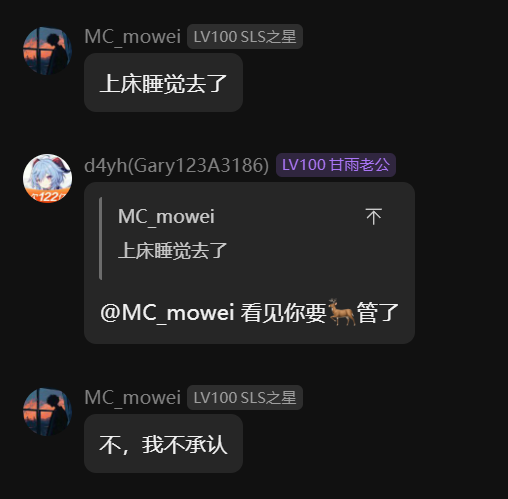 MC_mowei LV100 SLS之星
上床睡觉去了
d4yh(Gary123A3186) LV100 甘雨老公
MC_mowei
上床睡觉去了
@MC_mowei 看见你要🦌管了
MC_mowei LV100 SLS之星
不，我不承认